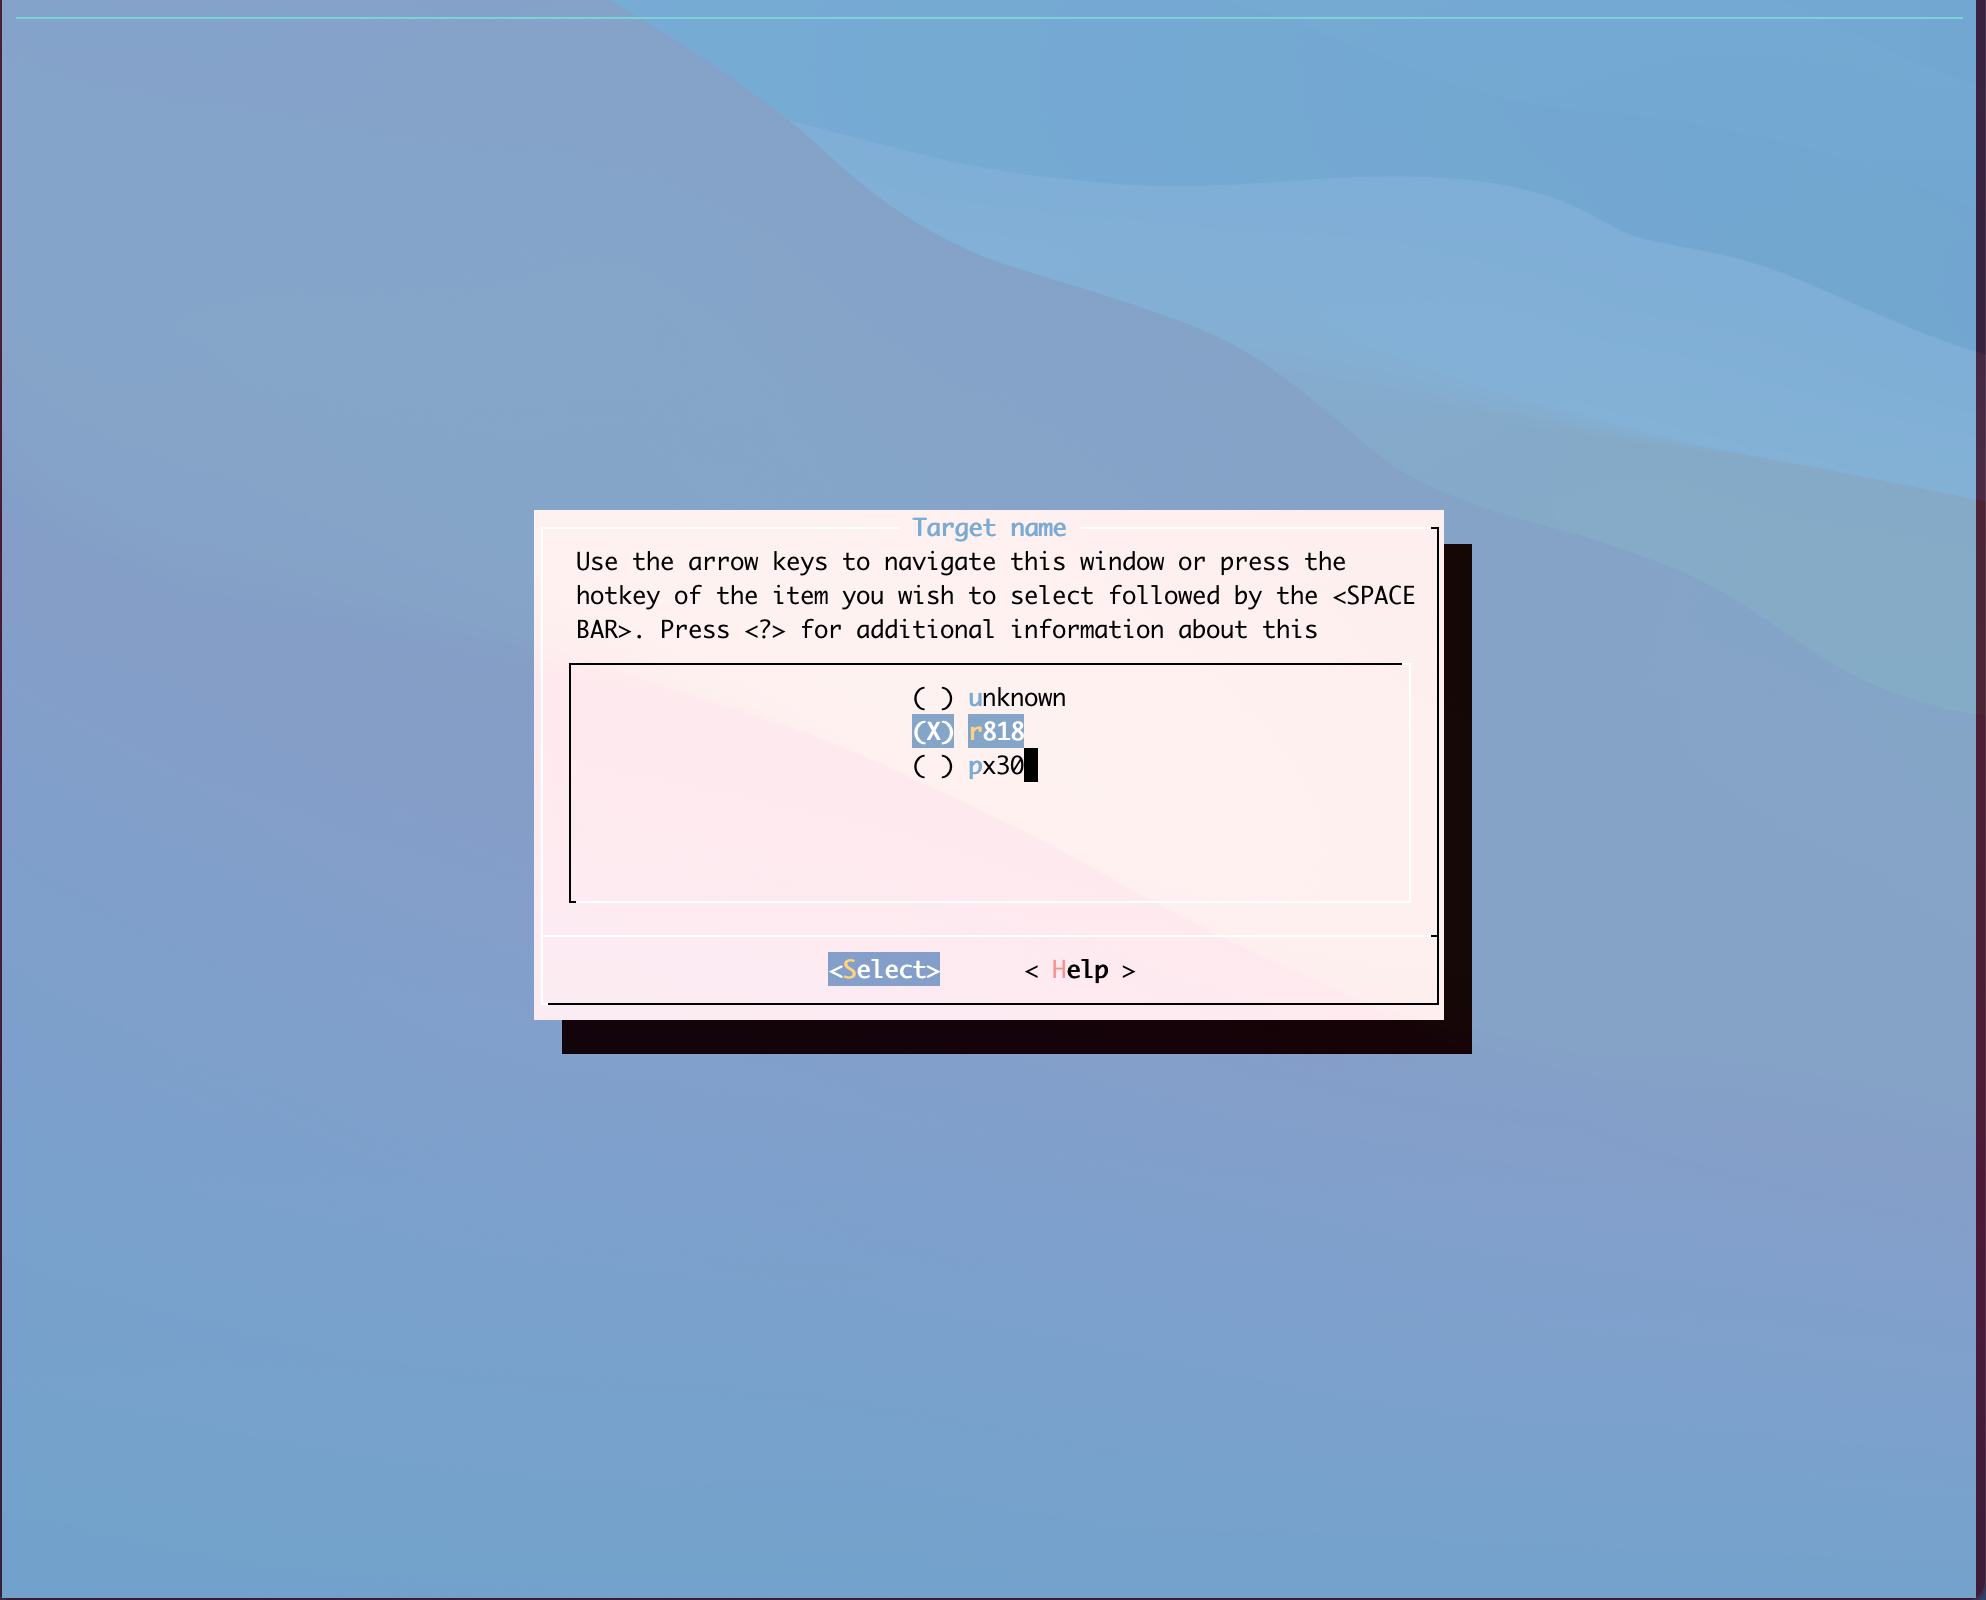 Target name
Use the arrow keys to navigate this window or press the
hotkey of the item you wish to select followed by the <SPACE
BAR>. Press <?> for additional information about this
( ) unknown
(X) r818
( ) px30
<Select> < Help >